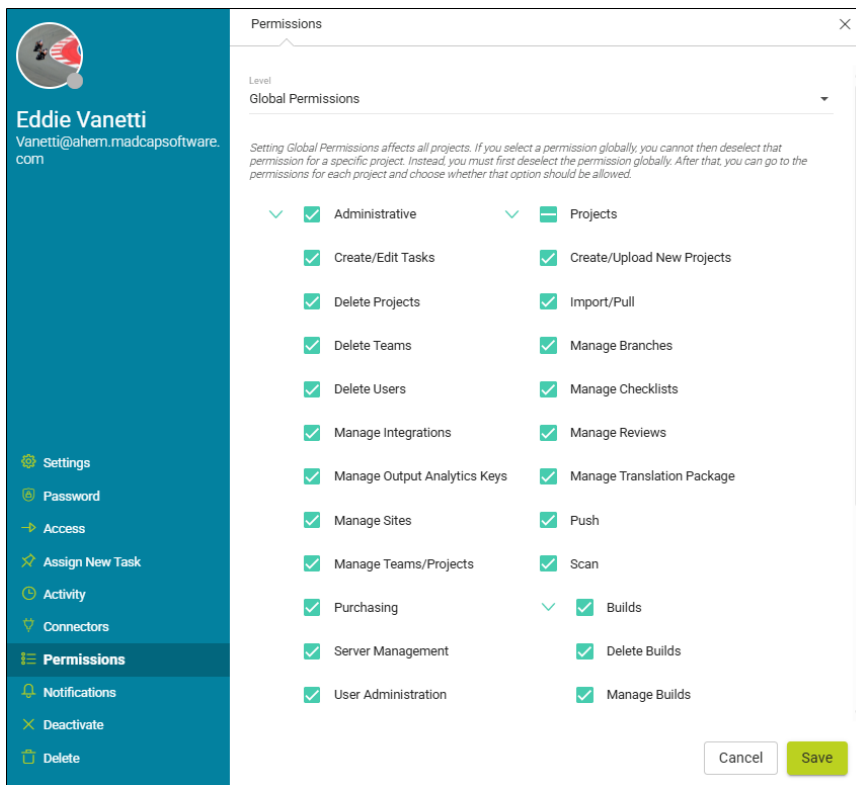 Eddie Vanetti
Vanetti@ahem.madcapsoftware.
com
Settings
Password
Access
Assign New Task
Activity
Connectors
Permissions
Notifications
Deactivate
Delete
Permissions
Level
Global Permissions
Setting Global Permissions affects all projects. If you select a permission globally, you cannot then deselect that
permission for a specific project. Instead, you must first deselect the permission globally. After that, you can go to the
permissions for each project and choose whether that option should be allowed.
Administrative
Create/Edit Tasks
Delete Projects
Delete Teams
Delete Users
Manage Integrations
Manage Output Analytics Keys
Manage Sites
Manage Teams/Projects
Purchasing
Server Management
User Administration
Projects
Create/Upload New Projects
Import/Pull
Manage Branches
Manage Checklists
Manage Reviews
Manage Translation Package
Push
Scan
Builds
Delete Builds
Manage Builds
Cancel
Save